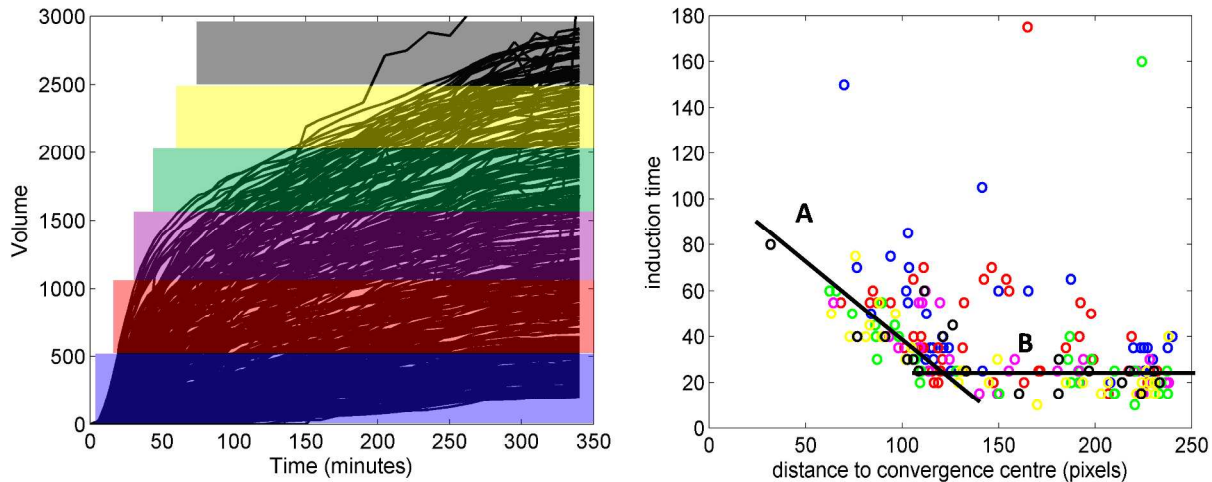 3000
2500
2000
1500
1000
500
0
Volume
0 50 100 150 200 250 300 350
Time (minutes)
180
160
140
120
100
80
60
40
20
0
induction time
A
B
0 50 100 150 200 250
distance to convergence centre (pixels)